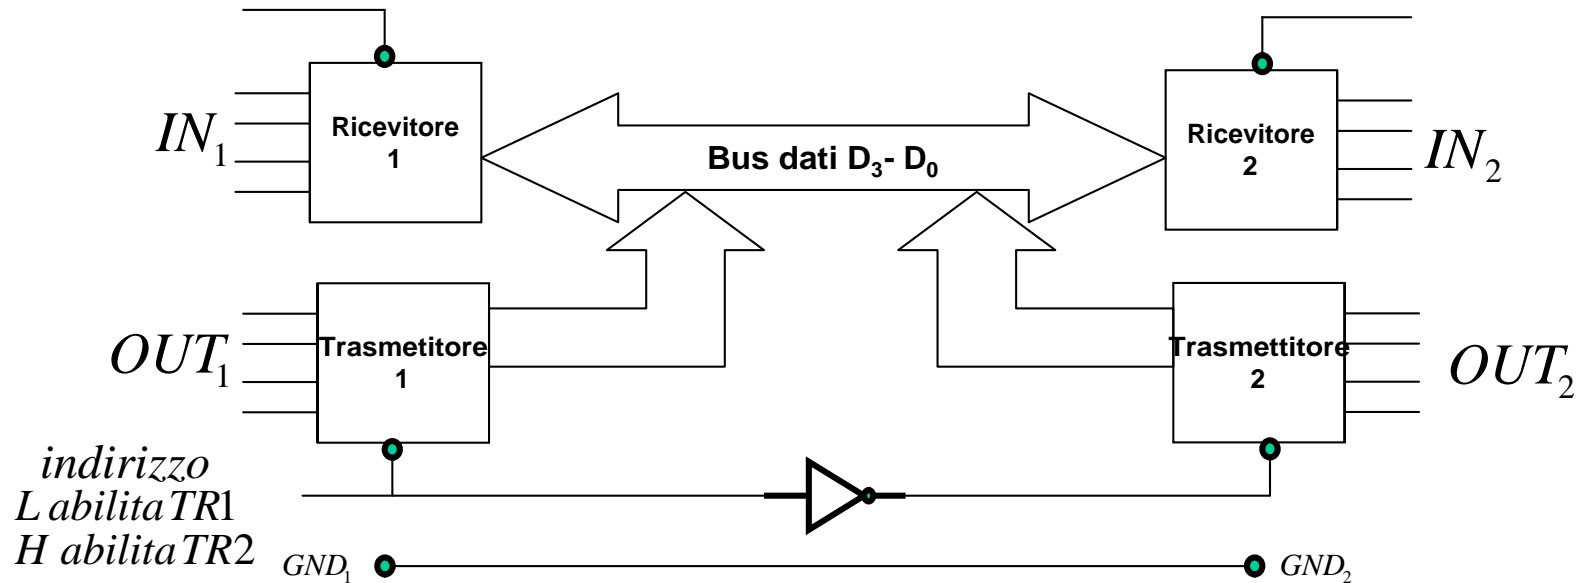 Ricevitore
1
IN₁
Bus dati D₃- D₀
Ricevitore
2
IN₂
Trasmetitore
1
OUT₁
Trasmettitore
2
OUT₂
indirizzo
L abilita TR1
H abilita TR2
GND₁
GND₂